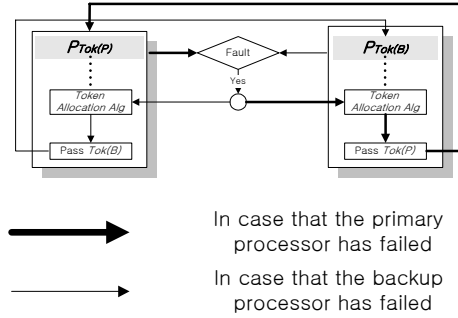 PTok(P)
Fault
PTok(B)
Yes
Token
Allocation Alg
Token
Allocation Alg
Pass Tok(B)
Pass Tok(P)
In case that the primary
processor has failed
In case that the backup
processor has failed